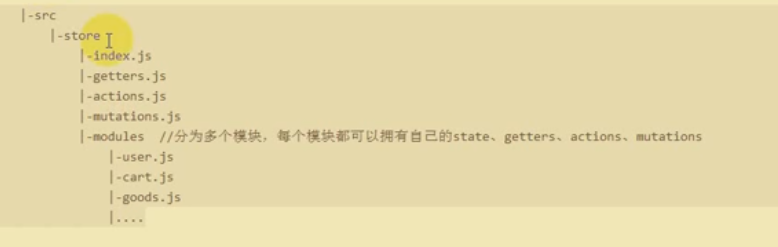 |-src
|-store
|-index.js
|-getters.js
|-actions.js
|-mutations.js
|-modules //分为多个模块，每个模块都可以拥有自己的state、getters、actions、mutations
|-user.js
|-cart.js
|-goods.js
|....